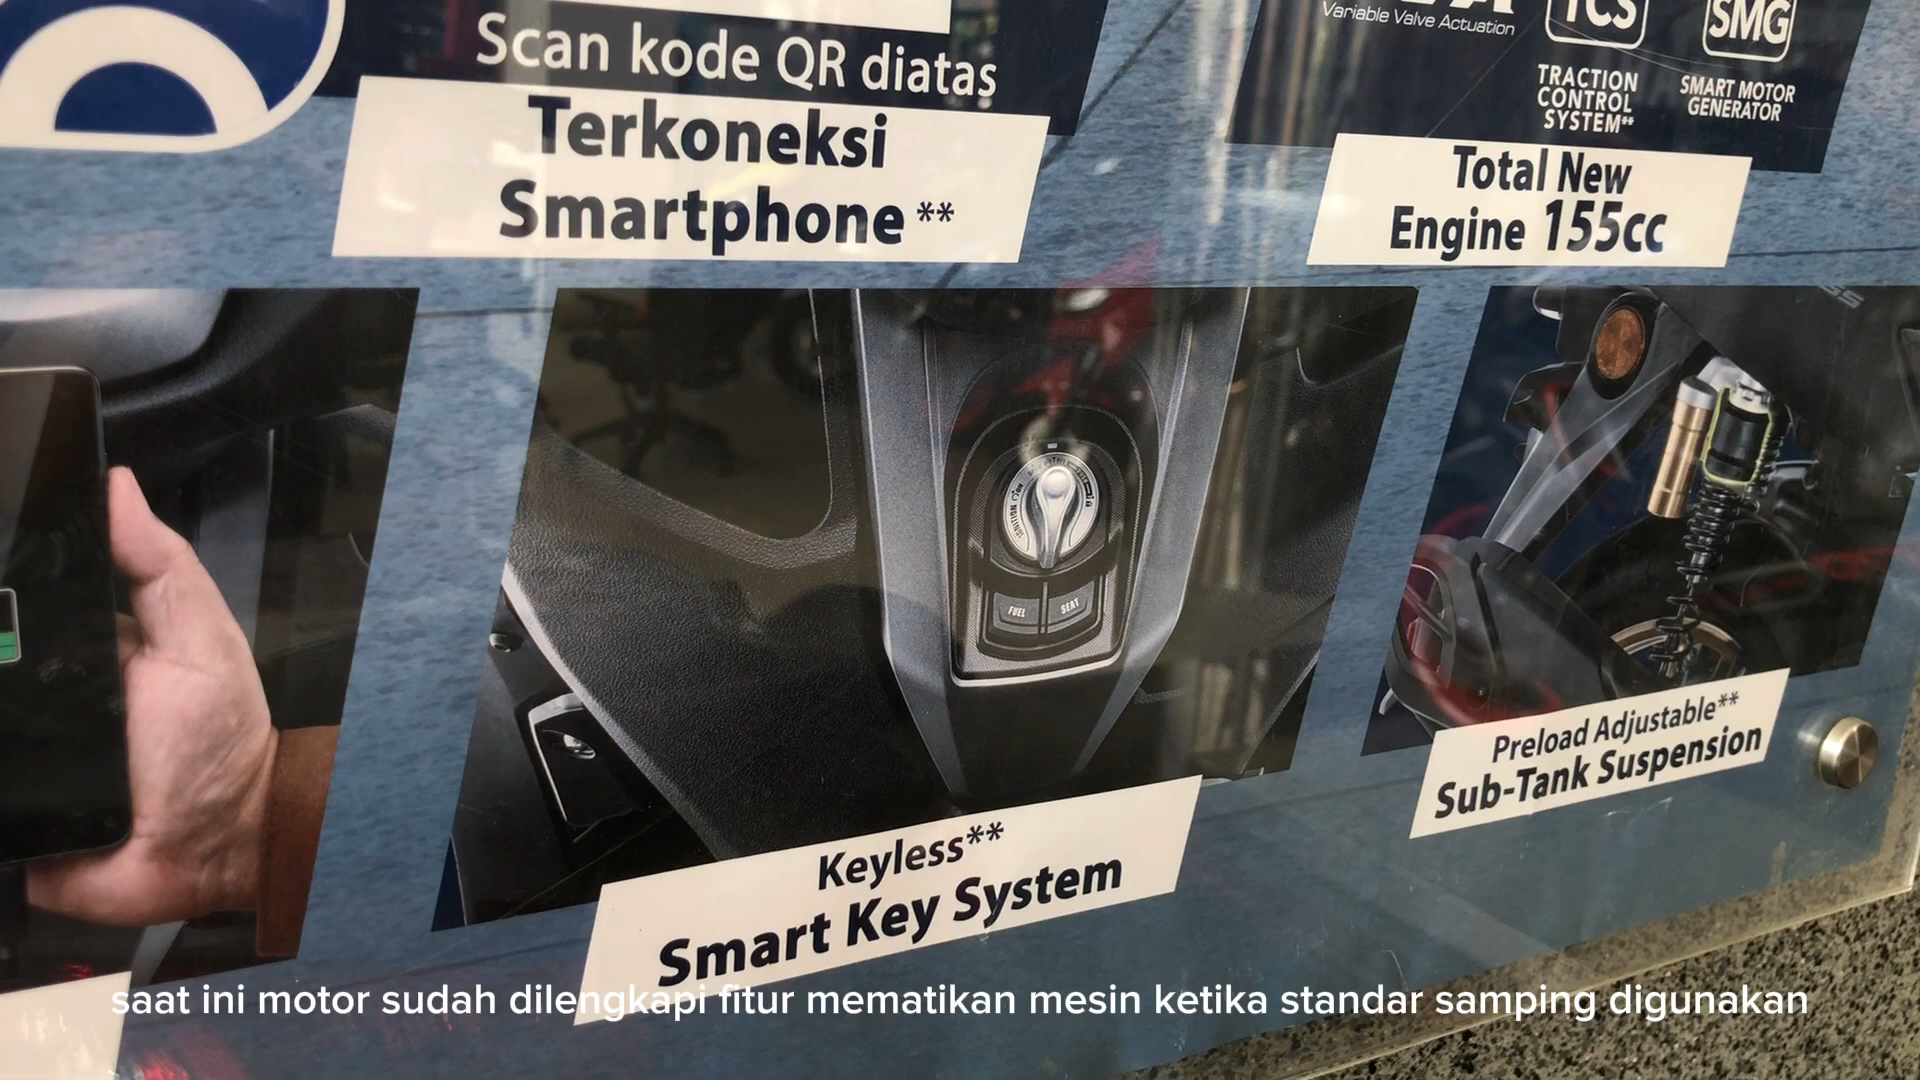 Scan kode QR diatas
Terkoneksi
Smartphone**
Variable Valve Actuation
TCS
TRACTION
CONTROL
SYSTEM**
SMG
SMART MOTOR
GENERATOR
Total New
Engine 155cc
IGNITION
FUEL
SEAT
Keyless**
Smart Key System
Preload Adjustable**
Sub-Tank Suspension
saat ini motor sudah dilengkapi fitur mematikan mesin ketika standar samping digunakan